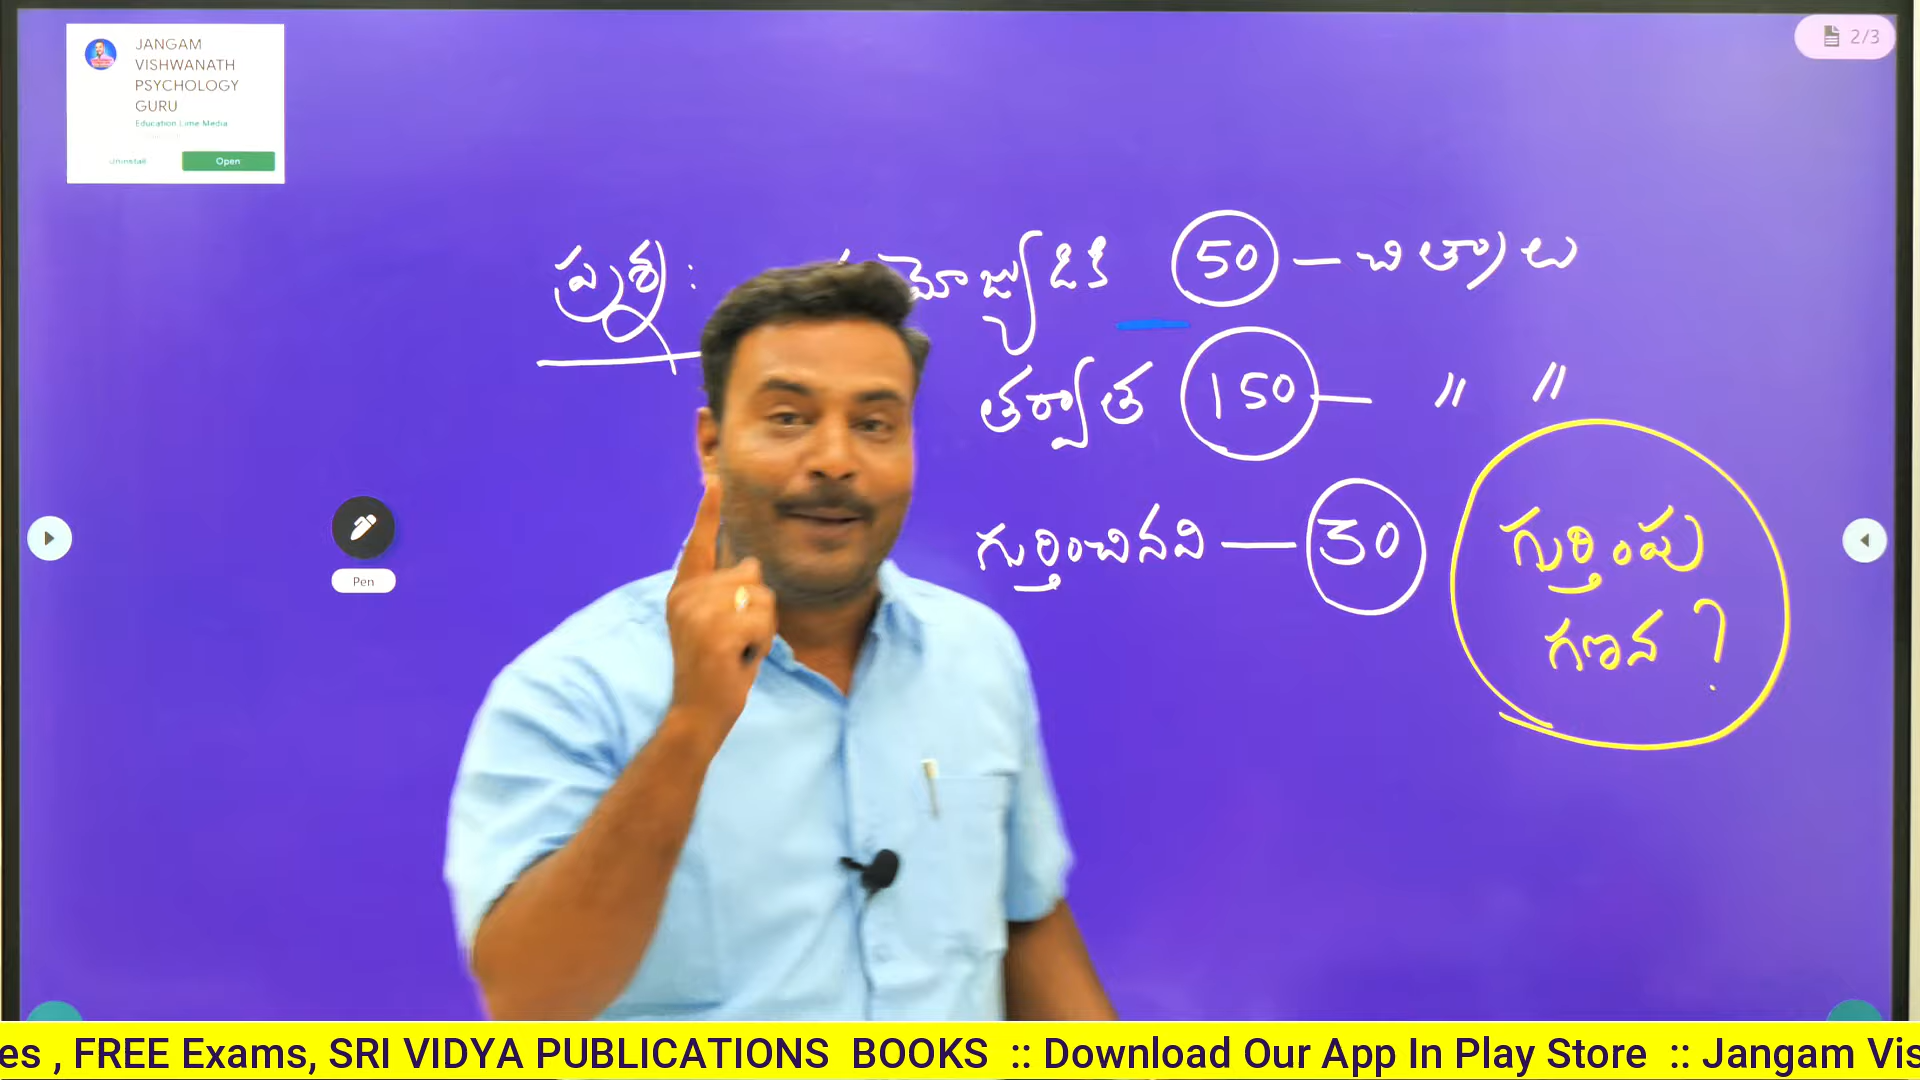 JANGAM
VISHWANATH
PSYCHOLOGY
GURU
Education Lime Media
Uninstall Open
2/3
ప్రశ్న : 50 — చిత్రాలు
తర్వాత 150 — " "
గుర్తించినవి — 30
గుర్తింపు
గణన ?
Pen
es , FREE Exams, SRI VIDYA PUBLICATIONS BOOKS :: Download Our App In Play Store :: Jangam Vis